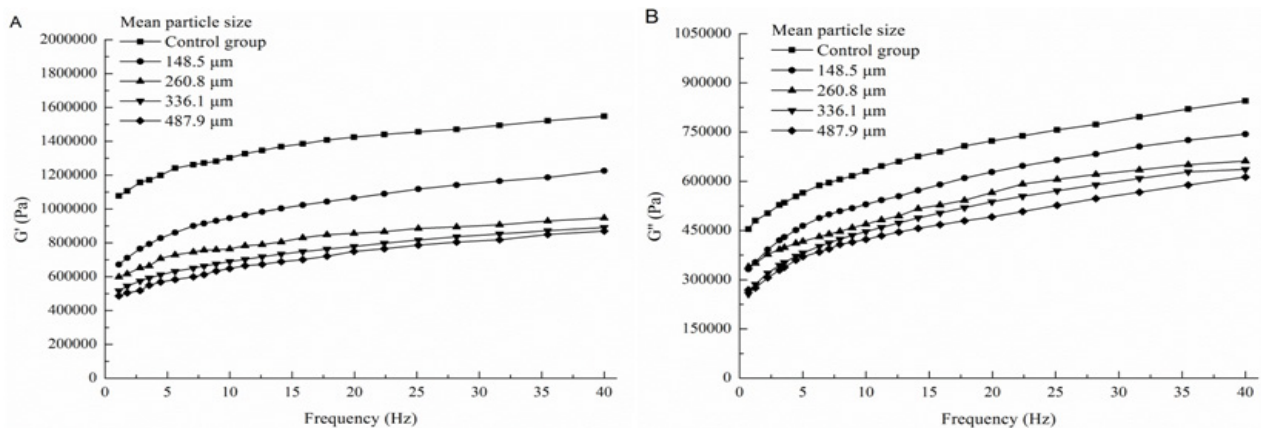 A
Mean particle size
Control group
148.5 µm
260.8 µm
336.1 µm
487.9 µm
2000000
1800000
1600000
1400000
1200000
1000000
800000
600000
400000
200000
0
G' (Pa)
0 5 10 15 20 25 30 35 40
Frequency (Hz)
B
Mean particle size
Control group
148.5 µm
260.8 µm
336.1 µm
487.9 µm
1050000
900000
750000
600000
450000
300000
150000
0
G'' (Pa)
0 5 10 15 20 25 30 35 40
Frequency (Hz)